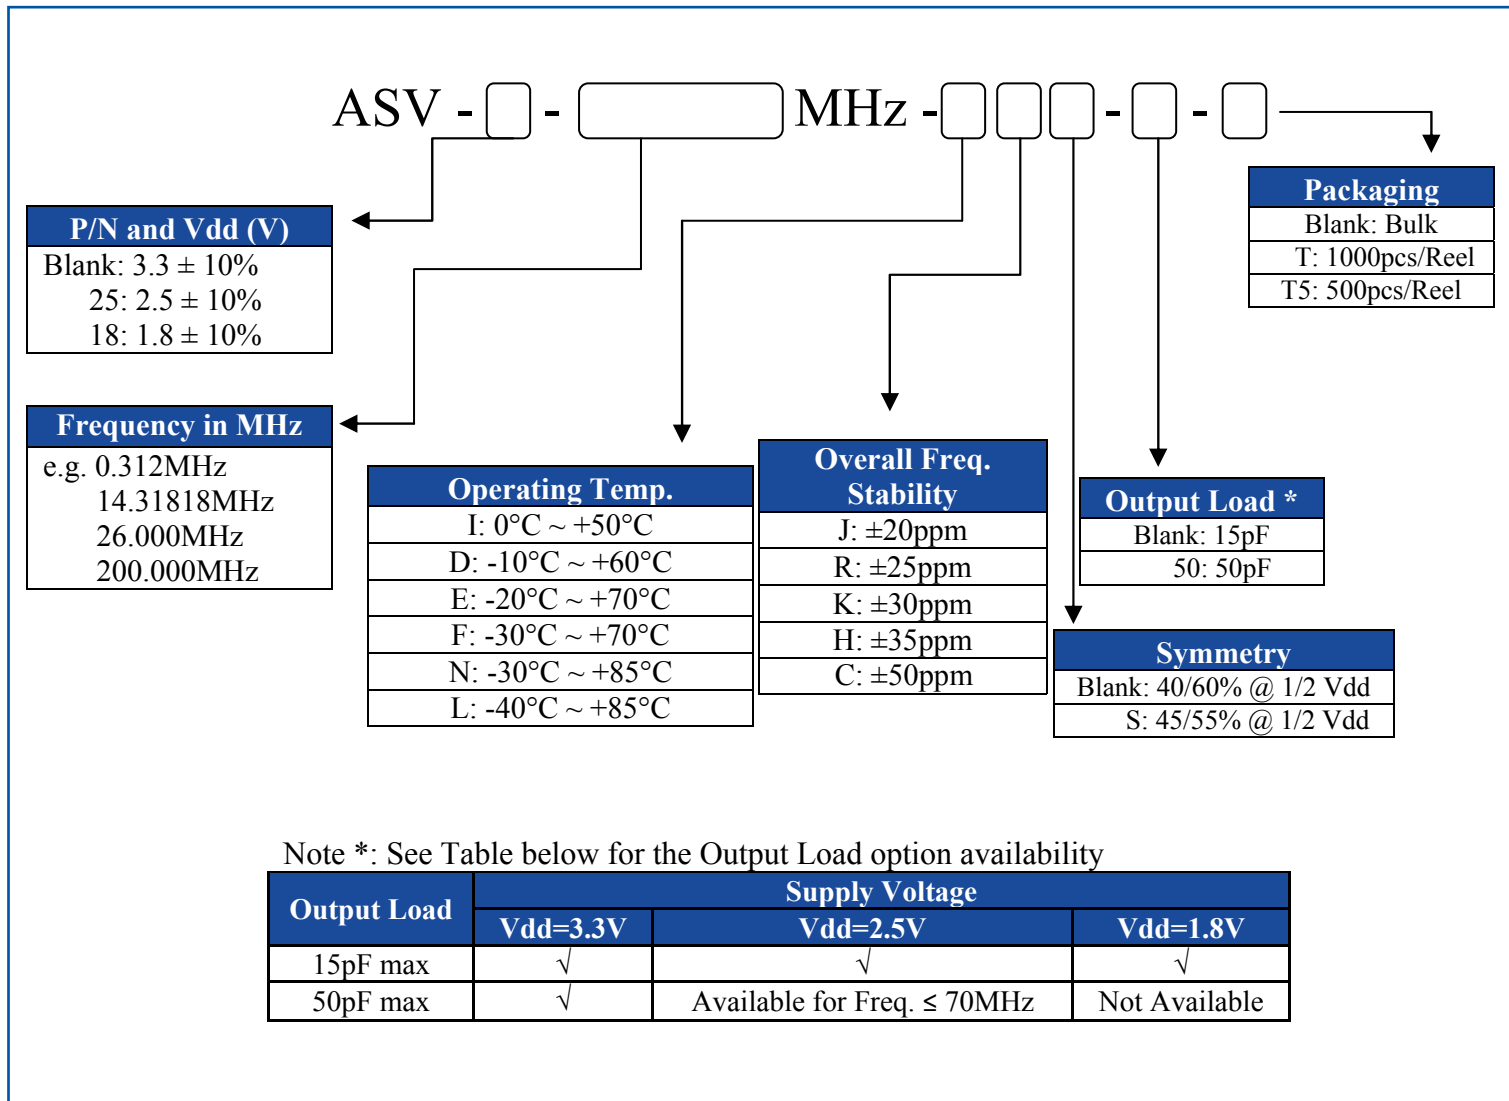 ASV - - MHz - - -
Packaging
Blank: Bulk
T: 1000pcs/Reel
T5: 500pcs/Reel
P/N and Vdd (V)
Blank: 3.3 ± 10%
25: 2.5 ± 10%
18: 1.8 ± 10%
Frequency in MHz
e.g. 0.312MHz
14.31818MHz
26.000MHz
200.000MHz
Operating Temp.
I: 0°C ~ +50°C
D: -10°C ~ +60°C
E: -20°C ~ +70°C
F: -30°C ~ +70°C
N: -30°C ~ +85°C
L: -40°C ~ +85°C
Overall Freq.
Stability
J: ±20ppm
R: ±25ppm
K: ±30ppm
H: ±35ppm
C: ±50ppm
Output Load *
Blank: 15pF
50: 50pF
Symmetry
Blank: 40/60% @ 1/2 Vdd
S: 45/55% @ 1/2 Vdd
Note *: See Table below for the Output Load option availability
Output Load Supply Voltage
Vdd=3.3V Vdd=2.5V Vdd=1.8V
15pF max √ √ √
50pF max √ Available for Freq. ≤ 70MHz Not Available